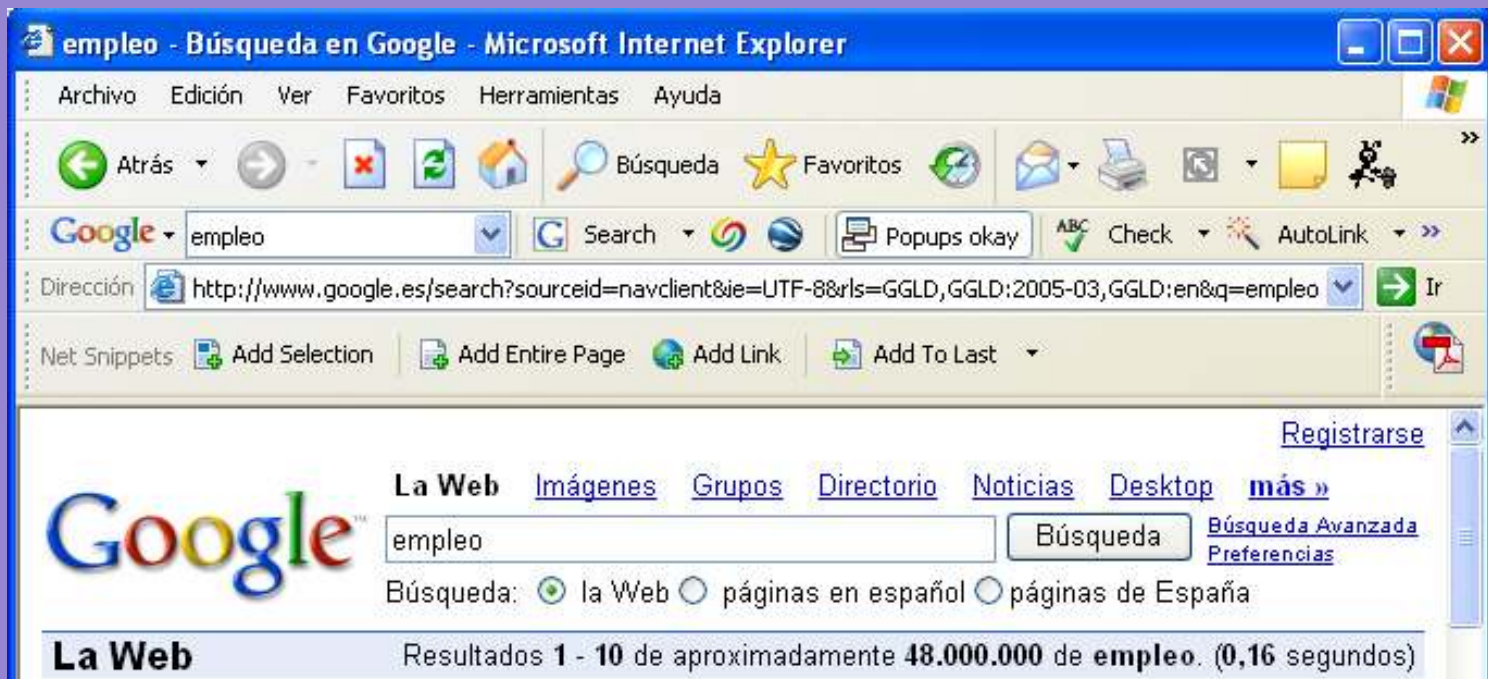 empleo - Búsqueda en Google - Microsoft Internet Explorer
Archivo Edición Ver Favoritos Herramientas Ayuda
Atrás Búsqueda Favoritos »
Google empleo G Search Popups okay ABC Check AutoLink »
Dirección http://www.google.es/search?sourceid=navclient&ie=UTF-8&rls=GGLD,GGLD:2005-03,GGLD:en&q=empleo Ir
Net Snippets Add Selection Add Entire Page Add Link Add To Last
Registrarse
La Web Imágenes Grupos Directorio Noticias Desktop más »
Google™ empleo Búsqueda Búsqueda Avanzada
Preferencias
Búsqueda: la Web páginas en español páginas de España
La Web Resultados 1 - 10 de aproximadamente 48.000.000 de empleo. (0,16 segundos)